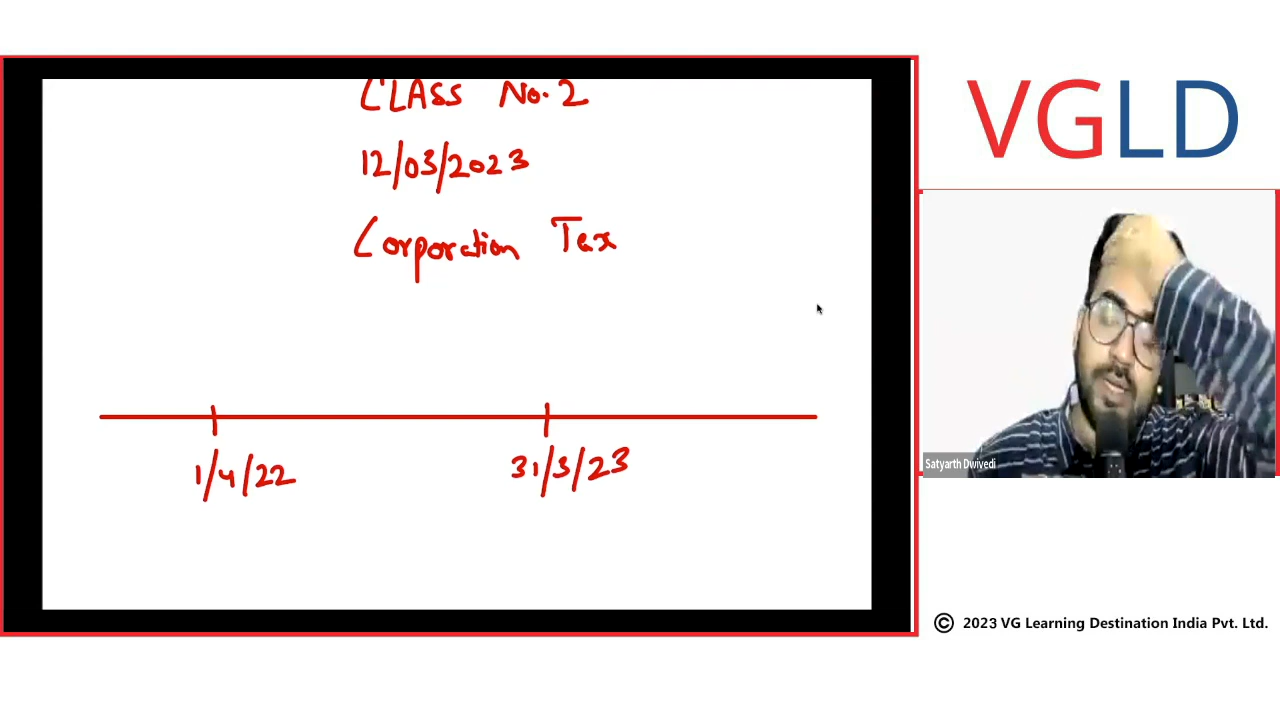 CLASS No. 2
12/03/2023
Corporation Tax
1/4/22
31/3/23
VGLD
Satyarth Dwivedi
© 2023 VG Learning Destination India Pvt. Ltd.